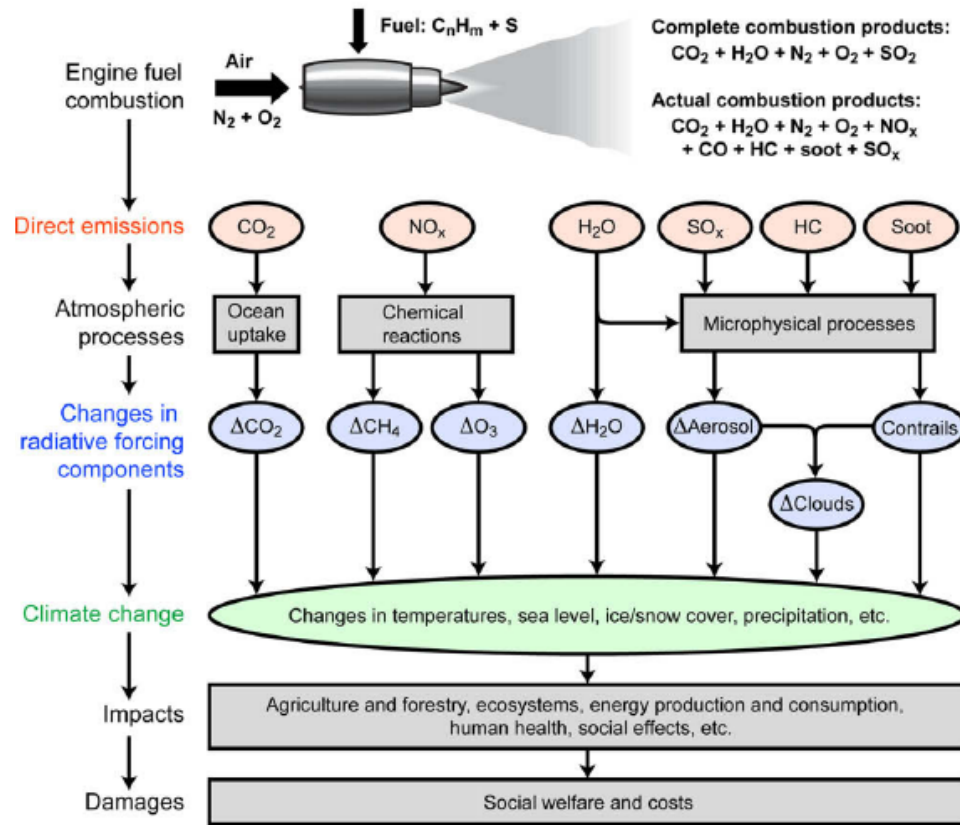 Fuel: CₙHₘ + S
Complete combustion products:
CO₂ + H₂O + N₂ + O₂ + SO₂
Engine fuel
combustion
Air
N₂ + O₂
Actual combustion products:
CO₂ + H₂O + N₂ + O₂ + NOₓ
+ CO + HC + soot + SOₓ
Direct emissions
CO₂
NOₓ
H₂O
SOₓ
HC
Soot
Atmospheric
processes
Ocean
uptake
Chemical
reactions
Microphysical processes
Changes in
radiative forcing
components
ΔCO₂
ΔCH₄
ΔO₃
ΔH₂O
ΔAerosol
Contrails
ΔClouds
Climate change
Changes in temperatures, sea level, ice/snow cover, precipitation, etc.
Impacts
Agriculture and forestry, ecosystems, energy production and consumption,
human health, social effects, etc.
Damages
Social welfare and costs